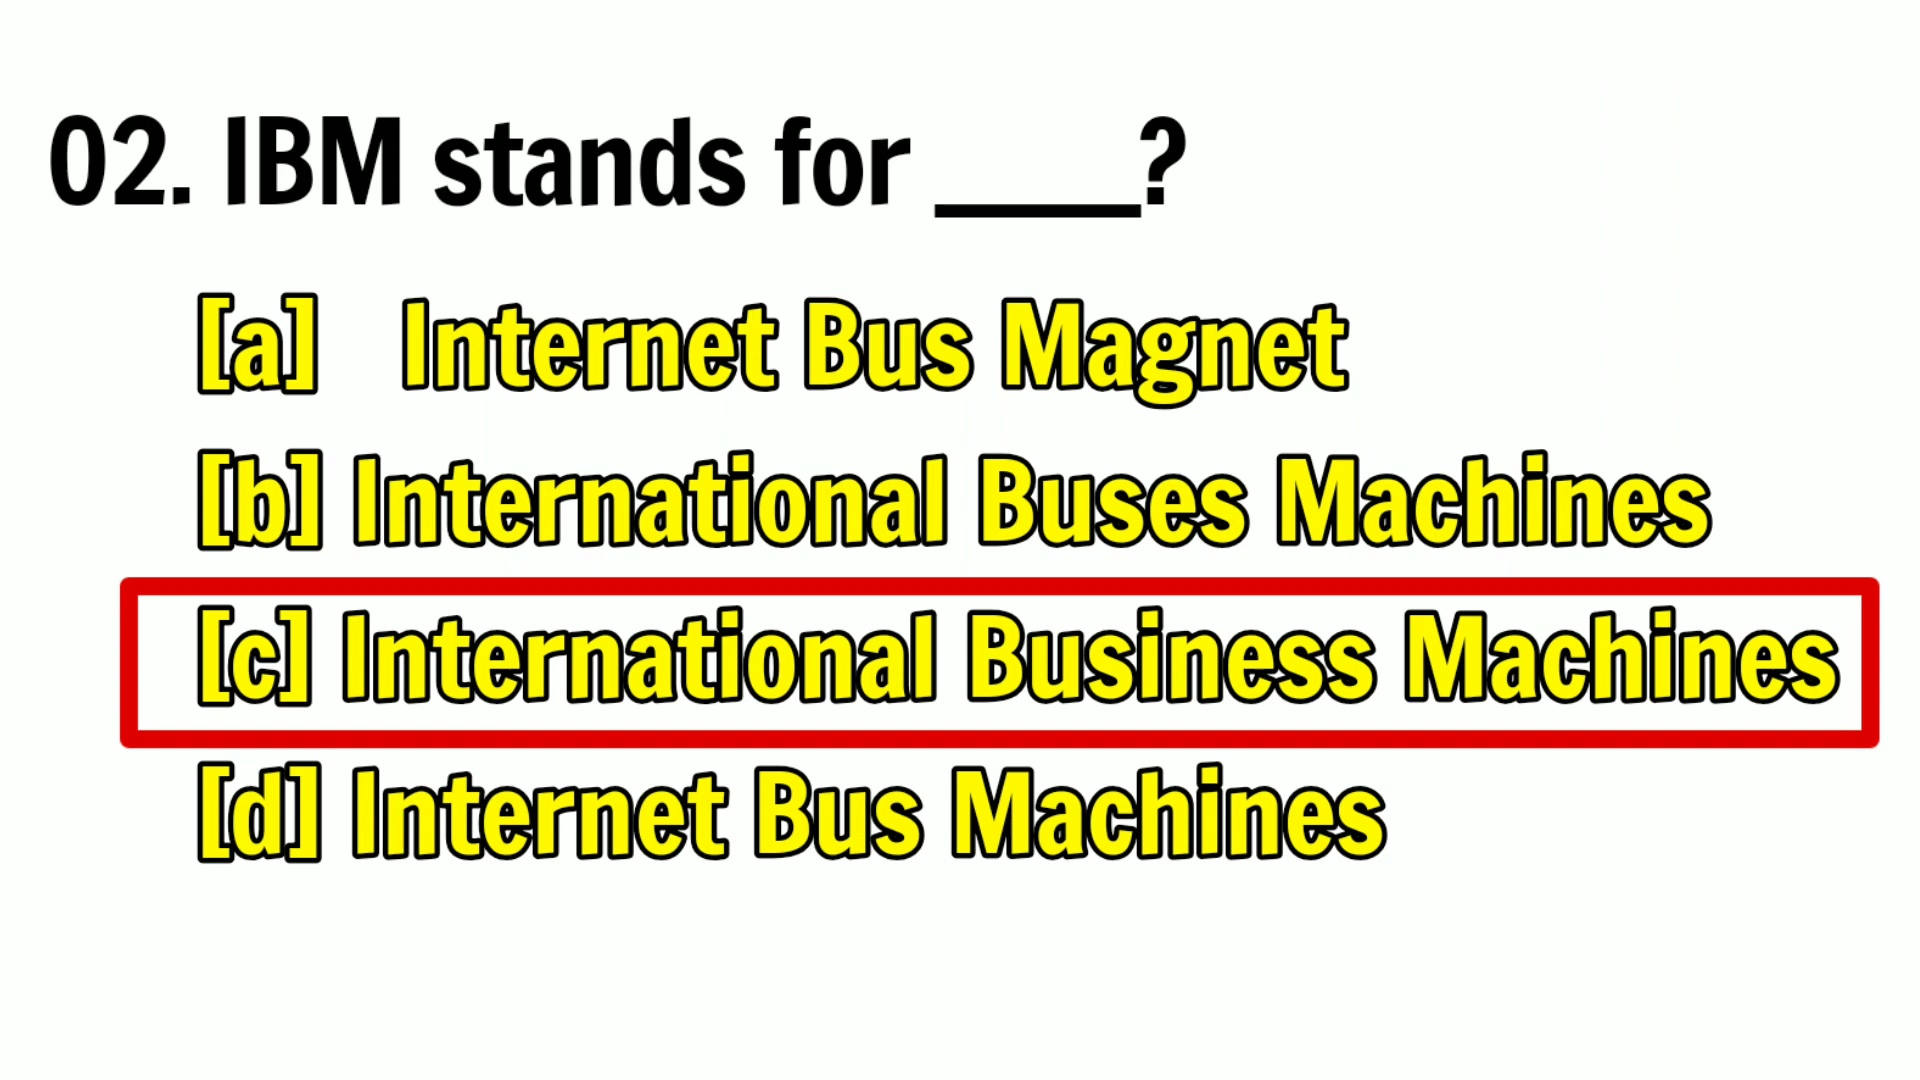 02. IBM stands for ____?
[a] Internet Bus Magnet
[b] International Buses Machines
[c] International Business Machines
[d] Internet Bus Machines